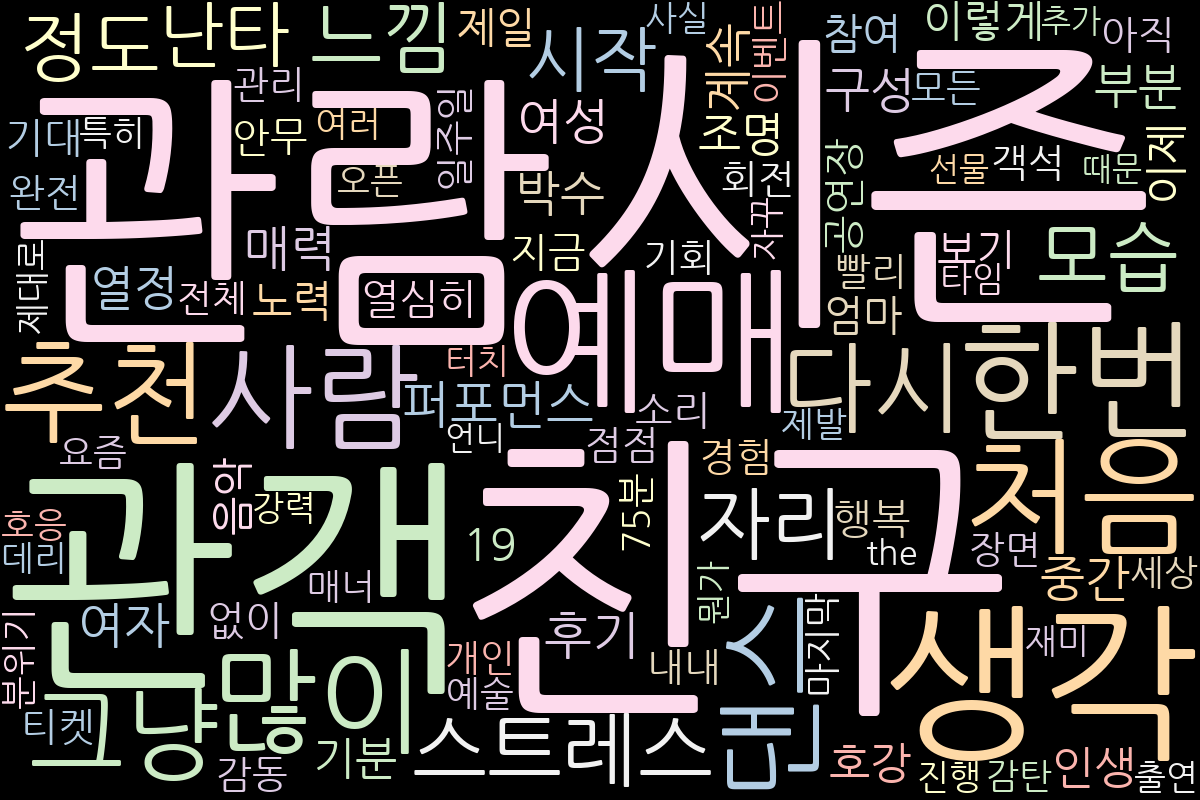 정도
난타
느낌
제일
시작
사실
계속
이벤트
참여
이렇게
추가
아직
관리
관람
시즌
구성
모든
부분
기대
특히
안무
여러
일주일
여성
조명
회전
공연장
선물
객석
때문
이제
완전
오픈
박수
자꾸
매력
지금
기회
보기
모습
제대로
열정
전체
노력
열심히
예매
빨리
타임
엄마
추천
사람
터치
퍼포먼스
소리
다시
한번
제발
요즘
언니
점점
경험
처음
관객
친구
음악
강력
19
75분
자리
행복
호응
데리
the
장면
중간
세상
매너
뭔가
분위기
여자
없이
후기
댄스
마지막
생각
재미
개인
예술
내내
그냥
많이
티켓
감동
기분
스트레스
호강
진행
감탄
인생
출연